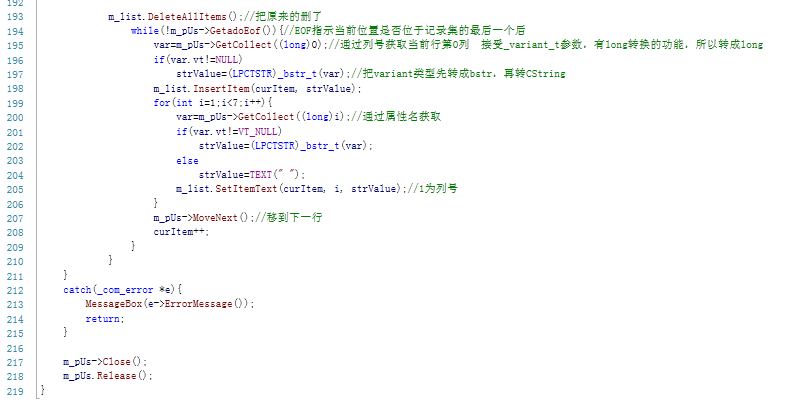 192
193 m_list.DeleteAllItems();//把原来的删了
194 while(!m_pUs->GetadoEof()){//EOF指示当前位置是否位于记录集的最后一个后
195 var=m_pUs->GetCollect((long)0);//通过列号获取当前行第0列 接受_variant_t参数，有long转换的功能，所以转成long
196 if(var.vt!=NULL)
197 strValue=(LPCTSTR)_bstr_t(var);//把variant类型先转成bstr，再转CString
198 m_list.InsertItem(curItem, strValue);
199 for(int i=1;i<7;i++){
200 var=m_pUs->GetCollect((long)i);//通过属性名获取
201 if(var.vt!=VT_NULL)
202 strValue=(LPCTSTR)_bstr_t(var);
203 else
204 strValue=TEXT(" ");
205 m_list.SetItemText(curItem, i, strValue);//i为列号
206 }
207 m_pUs->MoveNext();//移到下一行
208 curItem++;
209 }
210 }
211 }
212 catch(_com_error *e){
213 MessageBox(e->ErrorMessage());
214 return;
215 }
216
217 m_pUs->Close();
218 m_pUs.Release();
219 }